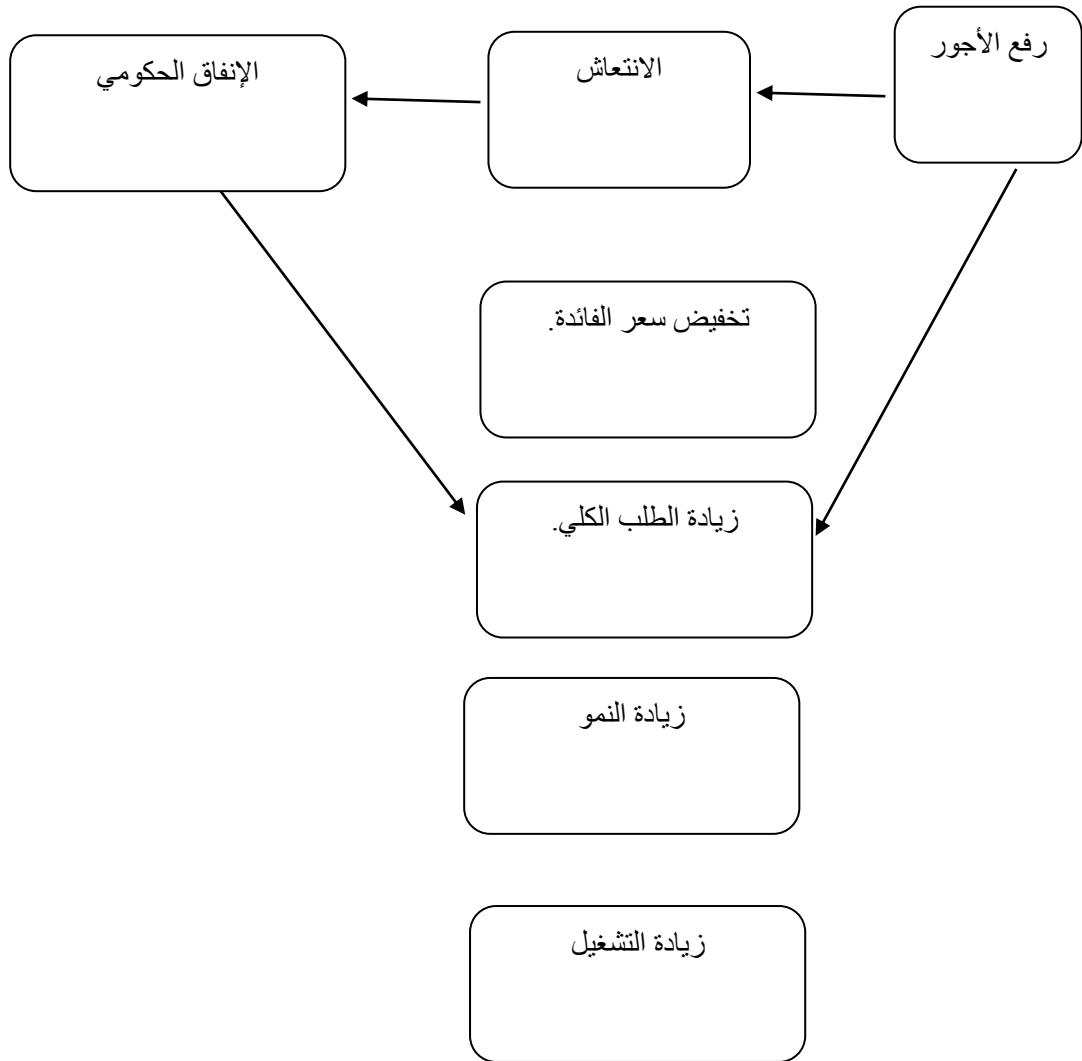 رفع الأجور
الانتعاش
الإنفاق الحكومي
تخفيض سعر الفائدة.
زيادة الطلب الكلي.
زيادة النمو
زيادة التشغيل